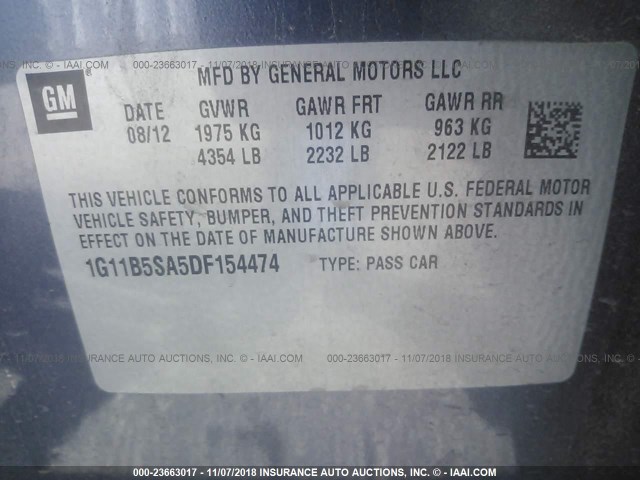 000-23663017 - 11/07/2018 INSURANCE AUTO AUCTIONS, INC. © - IAAI.COM
GM ®
MFD BY GENERAL MOTORS LLC
DATE GVWR GAWR FRT GAWR RR
08/12 1975 KG 1012 KG 963 KG
4354 LB 2232 LB 2122 LB
THIS VEHICLE CONFORMS TO ALL APPLICABLE U.S. FEDERAL MOTOR
VEHICLE SAFETY, BUMPER, AND THEFT PREVENTION STANDARDS IN
EFFECT ON THE DATE OF MANUFACTURE SHOWN ABOVE.
1G11B5SA5DF154474 TYPE: PASS CAR
11/07/2018 INSURANCE AUTO AUCTIONS, INC. © - IAAI.COM 000-23663017 - 11/07/2018 INSURANCE AUTO AUCTIONS
000-23663017 - 11/07/2018 INSURANCE AUTO AUCTIONS, INC. © - IAAI.COM